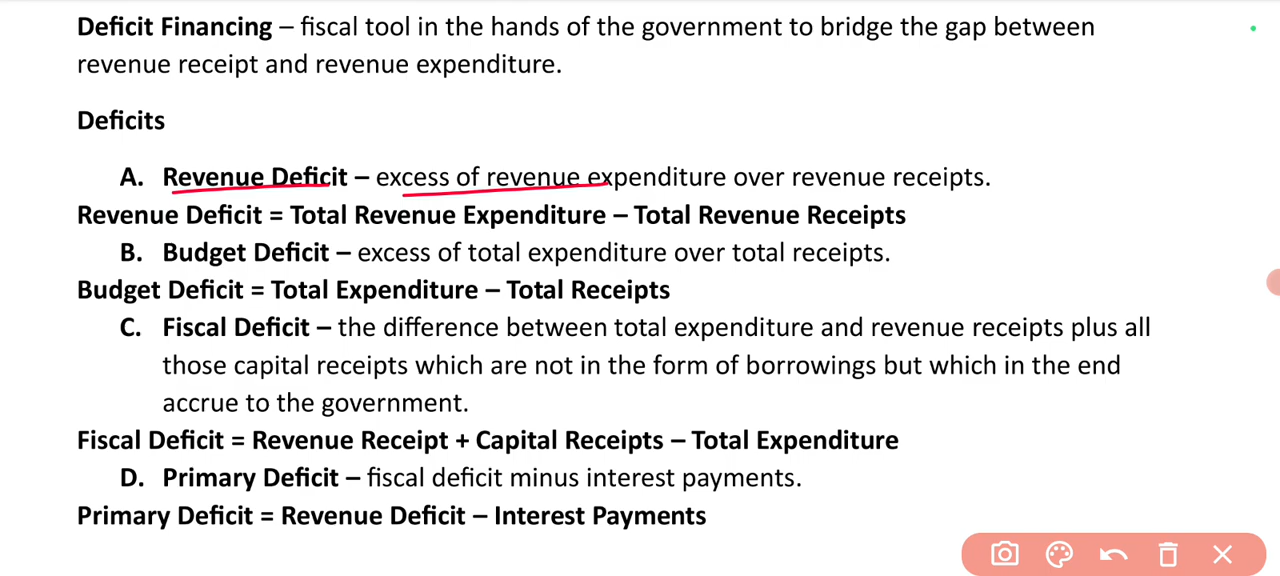 Deficit Financing – fiscal tool in the hands of the government to bridge the gap between
revenue receipt and revenue expenditure.
Deficits
A. Revenue Deficit – excess of revenue expenditure over revenue receipts.
Revenue Deficit = Total Revenue Expenditure – Total Revenue Receipts
B. Budget Deficit – excess of total expenditure over total receipts.
Budget Deficit = Total Expenditure – Total Receipts
C. Fiscal Deficit – the difference between total expenditure and revenue receipts plus all
those capital receipts which are not in the form of borrowings but which in the end
accrue to the government.
Fiscal Deficit = Revenue Receipt + Capital Receipts – Total Expenditure
D. Primary Deficit – fiscal deficit minus interest payments.
Primary Deficit = Revenue Deficit – Interest Payments